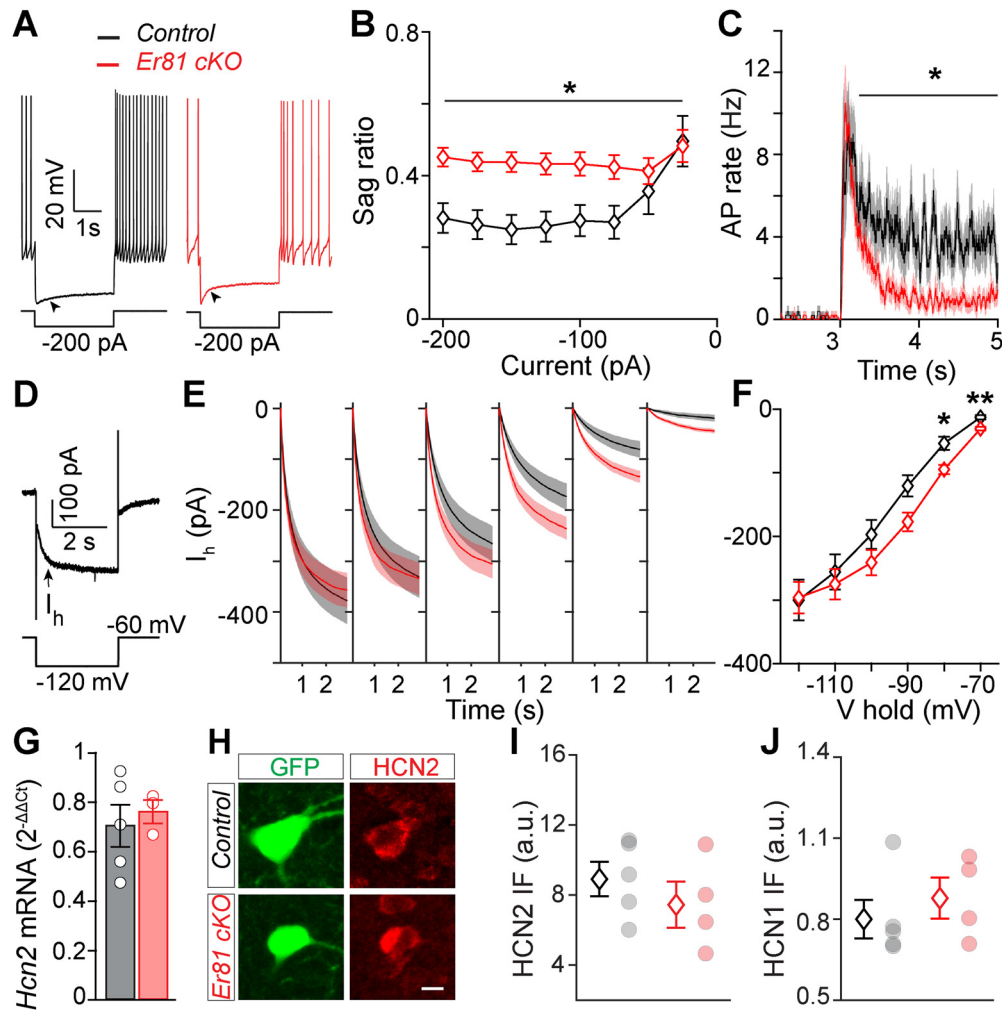 A
Control
Er81 cKO
20 mV
1s
-200 pA
-200 pA
B
*
Sag ratio
0.8
0.4
0
-200
-100
0
Current (pA)
C
*
AP rate (Hz)
12
8
4
0
3
4
5
Time (s)
D
100 pA
2 s
Ih
-60 mV
-120 mV
E
Ih (pA)
0
-200
-400
1 2
1 2
1 2
1 2
1 2
1 2
Time (s)
F
*
**
0
-200
-400
-110
-90
-70
V hold (mV)
G
Hcn2 mRNA (2-ΔΔCt)
1
0.8
0.6
0.4
0.2
0
H
GFP
HCN2
Control
Er81 cKO
I
HCN2 IF (a.u.)
16
12
8
4
J
HCN1 IF (a.u.)
1.4
1.1
0.8
0.5